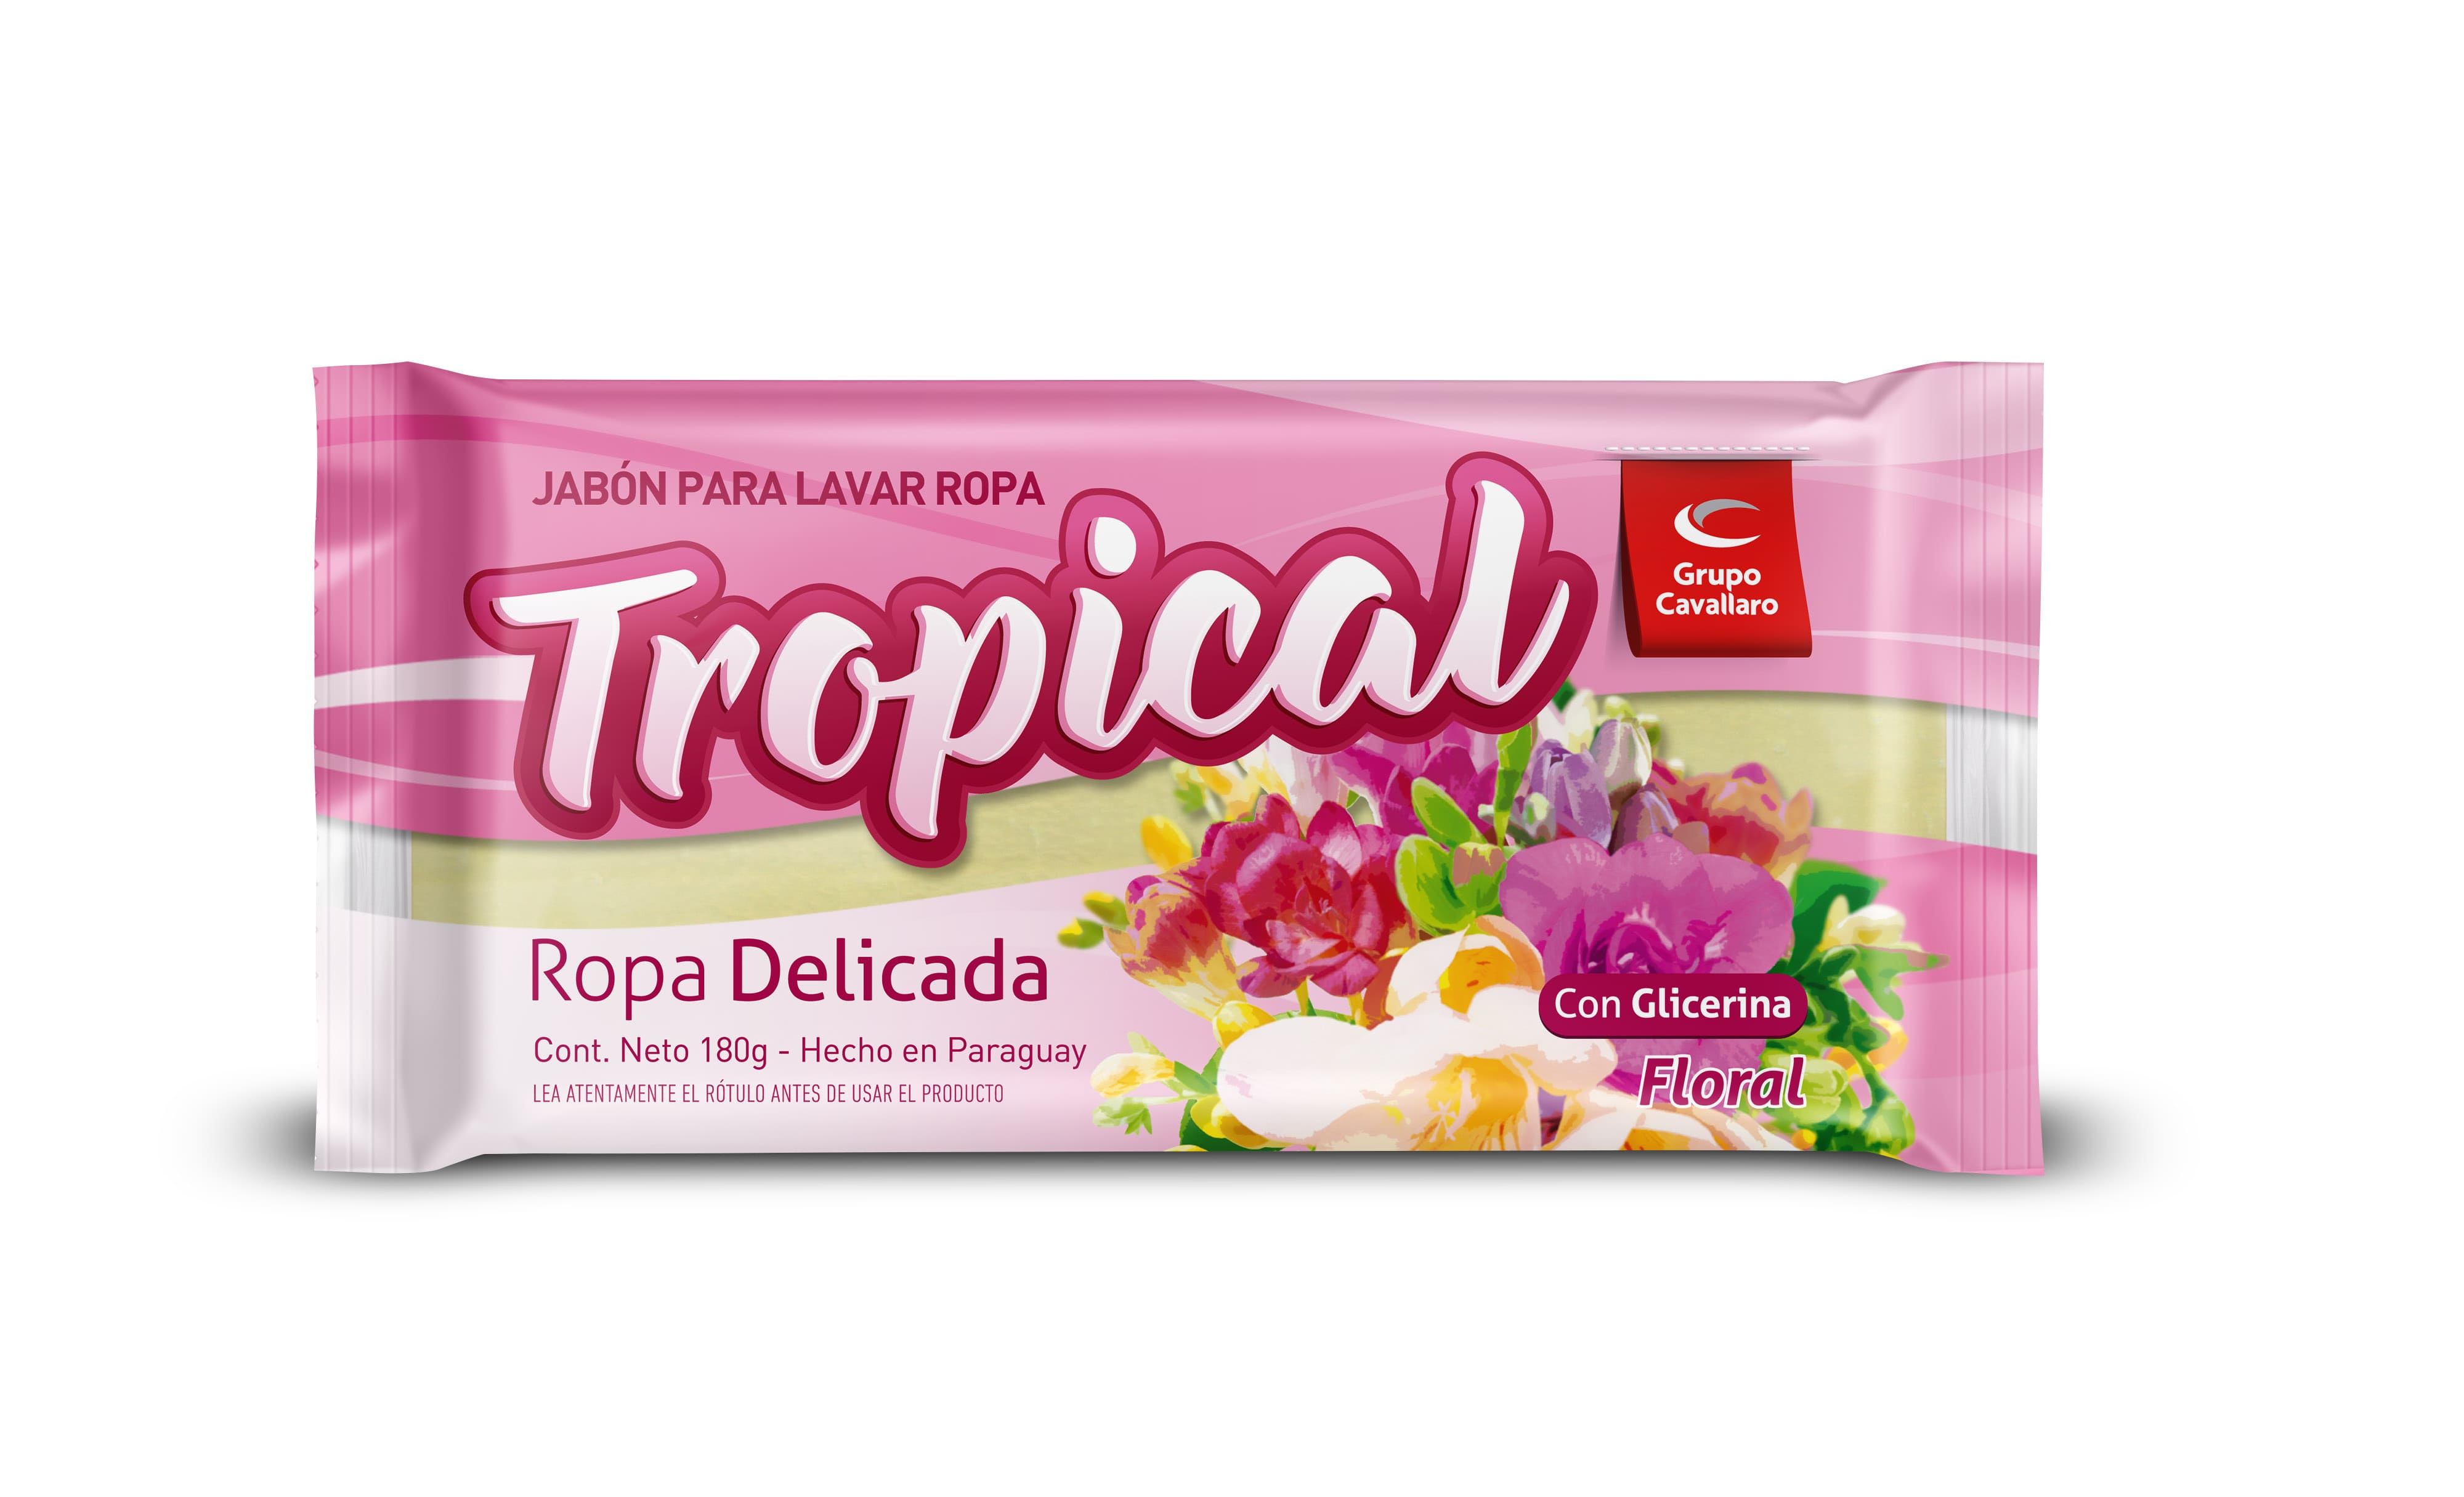 JABÓN PARA LAVAR ROPA
Tropical
Grupo
Cavallaro
Ropa Delicada
Cont. Neto 180g - Hecho en Paraguay
LEA ATENTAMENTE EL RÓTULO ANTES DE USAR EL PRODUCTO
Con Glicerina
Floral